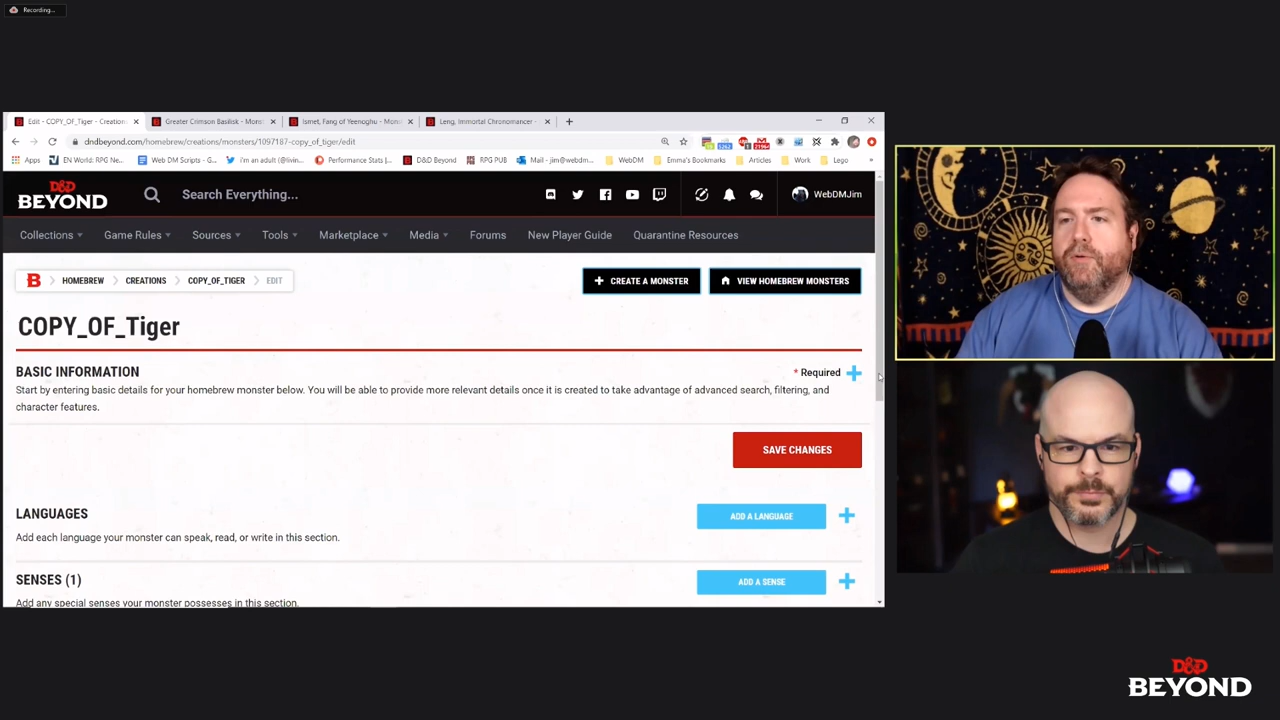 Recording...
Edit - COPY_OF_Tiger - Creation
Greater Crimson Basilisk - Monst
Ismet, Fang of Yeenoghu - Mons
Leng, Immortal Chronomancer -
dndbeyond.com/homebrew/creations/monsters/1097187-copy_of_tiger/edit
Apps
EN World: RPG Ne...
Web DM Scripts - G...
i'm an adult (@livin...
Performance Stats |...
D&D Beyond
RPG PUB
Mail - jim@webdm...
WebDM
Emma's Bookmarks
Articles
Work
Lego
»
D&D
BEYOND
Search Everything...
WebDMJim
Collections
Game Rules
Sources
Tools
Marketplace
Media
Forums
New Player Guide
Quarantine Resources
B
HOMEBREW
CREATIONS
COPY_OF_TIGER
EDIT
+ CREATE A MONSTER
VIEW HOMEBREW MONSTERS
COPY_OF_Tiger
BASIC INFORMATION
* Required
Start by entering basic details for your homebrew monster below. You will be able to provide more relevant details once it is created to take advantage of advanced search, filtering, and
character features.
SAVE CHANGES
LANGUAGES
ADD A LANGUAGE
Add each language your monster can speak, read, or write in this section.
SENSES (1)
ADD A SENSE
Add any special senses your monster possesses in this section.
D&D
BEYOND